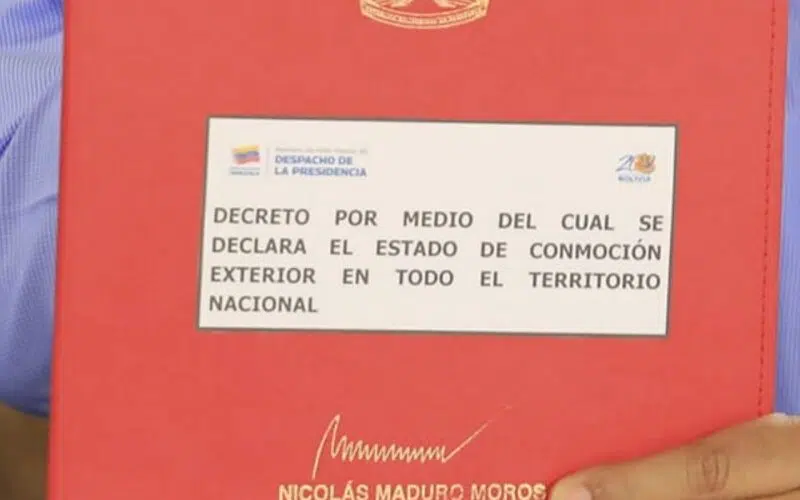 DESPACHO DE
LA PRESIDENCIA
DECRETO POR MEDIO DEL CUAL SE
DECLARA EL ESTADO DE CONMOCIÓN
EXTERIOR EN TODO EL TERRITORIO
NACIONAL
NICOLÁS MADURO MOROS